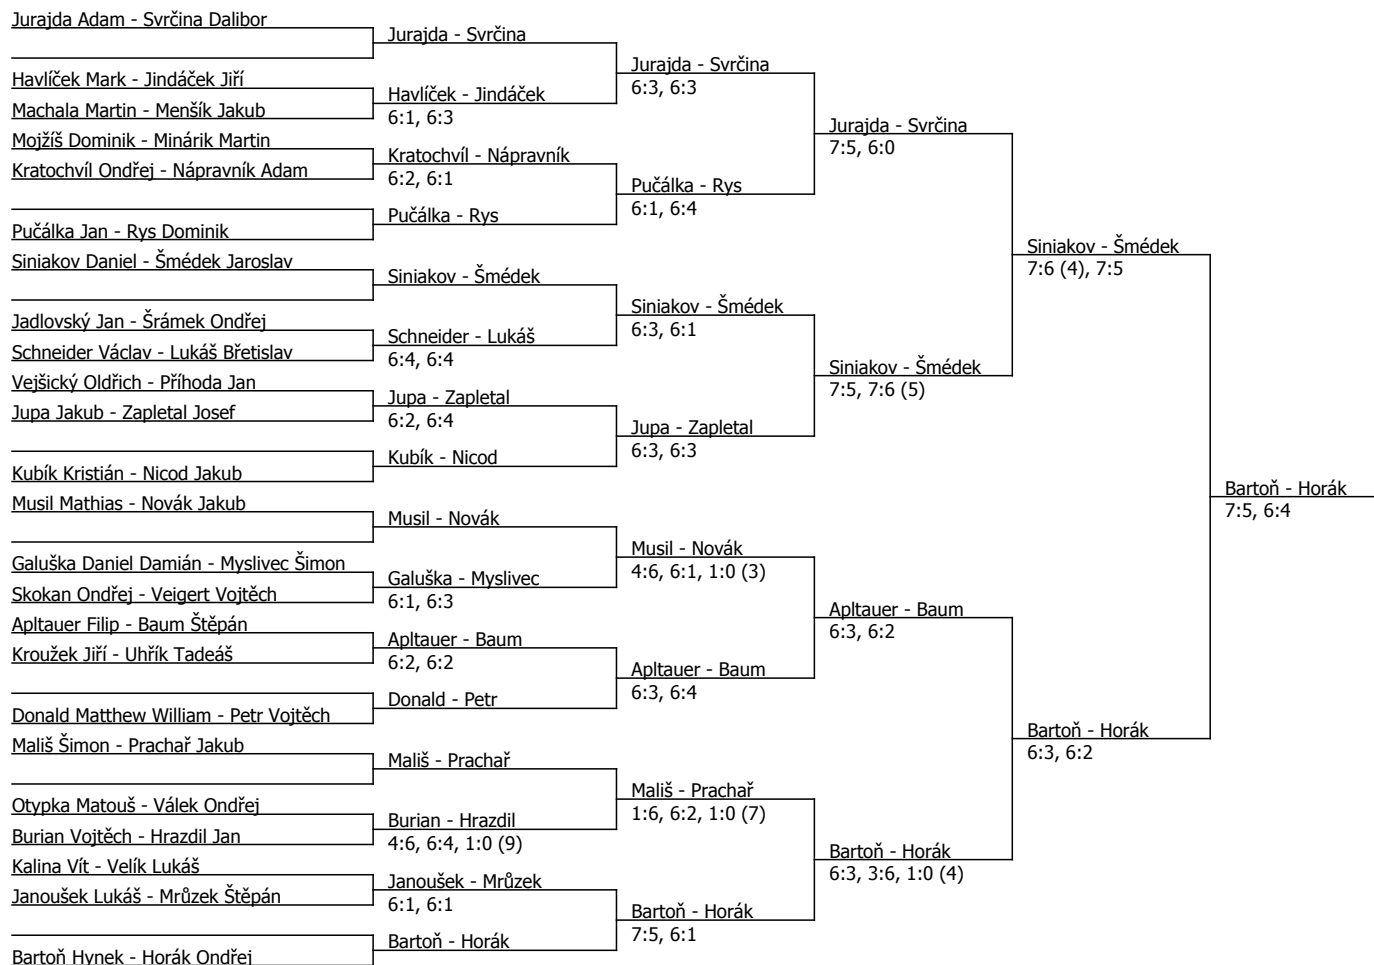 Jurajda Adam - Svrčina Dalibor
Havlíček Mark - Jindáček Jiří
Machala Martin - Menšík Jakub
Mojžíš Dominik - Minárik Martin
Kratochvíl Ondřej - Nápravník Adam
Pučálka Jan - Rys Dominik
Siniakov Daniel - Šmédek Jaroslav
Jadlovský Jan - Šrámek Ondřej
Schneider Václav - Lukáš Břetislav
Vejšický Oldřich - Příhoda Jan
Jupa Jakub - Zapletal Josef
Kubík Kristián - Nicod Jakub
Musil Mathias - Novák Jakub
Galuška Daniel Damián - Myslivec Šimon
Skokan Ondřej - Veigert Vojtěch
Apltauer Filip - Baum Štěpán
Kroužek Jiří - Uhřík Tadeáš
Donald Matthew William - Petr Vojtěch
Mališ Šimon - Prachař Jakub
Otypka Matouš - Válek Ondřej
Burian Vojtěch - Hrazdil Jan
Kalina Vít - Velík Lukáš
Janoušek Lukáš - Mrůzek Štěpán
Bartoň Hynek - Horák Ondřej
Jurajda - Svrčina
Havlíček - Jindáček
6:1, 6:3
Kratochvíl - Nápravník
6:2, 6:1
Pučálka - Rys
Siniakov - Šmédek
Schneider - Lukáš
6:4, 6:4
Jupa - Zapletal
6:2, 6:4
Kubík - Nicod
Musil - Novák
Galuška - Myslivec
6:1, 6:3
Apltauer - Baum
6:2, 6:2
Donald - Petr
Mališ - Prachař
Burian - Hrazdil
4:6, 6:4, 1:0 (9)
Janoušek - Mrůzek
6:1, 6:1
Bartoň - Horák
Jurajda - Svrčina
6:3, 6:3
Pučálka - Rys
6:1, 6:4
Siniakov - Šmédek
6:3, 6:1
Jupa - Zapletal
6:3, 6:3
Musil - Novák
4:6, 6:1, 1:0 (3)
Apltauer - Baum
6:3, 6:4
Mališ - Prachař
1:6, 6:2, 1:0 (7)
Bartoň - Horák
7:5, 6:1
Jurajda - Svrčina
7:5, 6:0
Siniakov - Šmédek
7:5, 7:6 (5)
Apltauer - Baum
6:3, 6:2
Bartoň - Horák
6:3, 3:6, 1:0 (4)
Siniakov - Šmédek
7:6 (4), 7:5
Bartoň - Horák
6:3, 6:2
Bartoň - Horák
7:5, 6:4